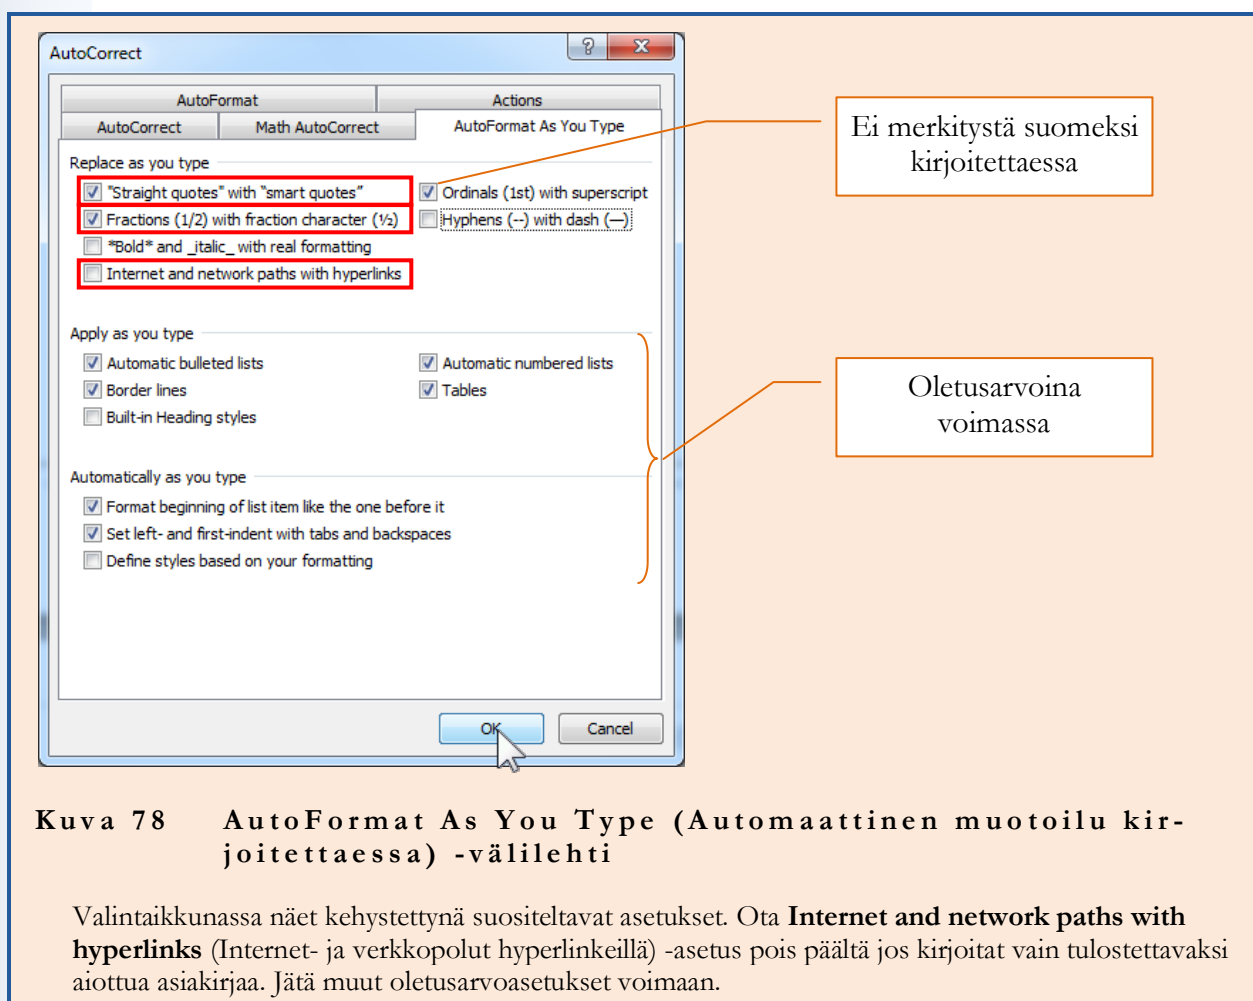 AutoCorrect
AutoFormat Actions
AutoCorrect Math AutoCorrect AutoFormat As You Type
Replace as you type
"Straight quotes" with “smart quotes” Ordinals (1st) with superscript
Fractions (1/2) with fraction character (½) Hyphens (--) with dash (—)
*Bold* and _italic_ with real formatting
Internet and network paths with hyperlinks
Apply as you type
Automatic bulleted lists Automatic numbered lists
Border lines Tables
Built-in Heading styles
Automatically as you type
Format beginning of list item like the one before it
Set left- and first-indent with tabs and backspaces
Define styles based on your formatting
OK Cancel
Ei merkitystä suomeksi
kirjoitettaessa
Oletusarvoina
voimassa
Kuva 78 AutoFormat As You Type (Automaattinen muotoilu kir-
joitettaessa) -välilehti
Valintaikkunassa näet kehystettynä suositeltavat asetukset. Ota Internet and network paths with
hyperlinks (Internet- ja verkkopolut hyperlinkeillä) -asetus pois päältä jos kirjoitat vain tulostettavaksi
aiottua asiakirjaa. Jätä muut oletusarvoasetukset voimaan.